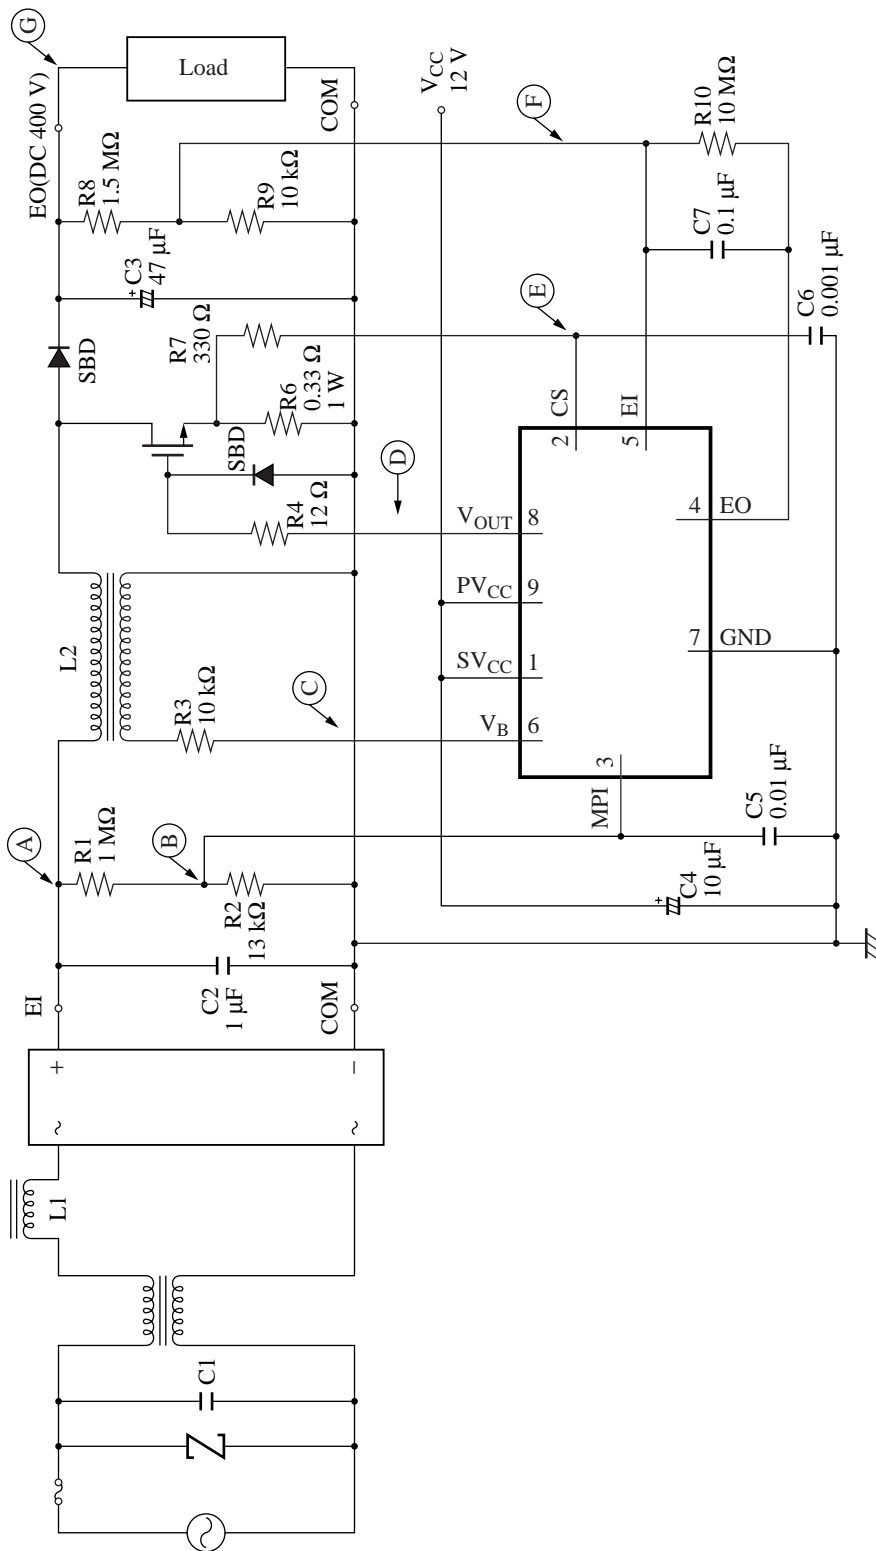 G
EO(DC 400 V)
Load
COM
R8
1.5 MΩ
R9
10 kΩ
C3
47 µF
+
SBD
R7
330 Ω
R6
0.33 Ω
1 W
SBD
R4
12 Ω
D
L2
R3
10 kΩ
C
A
R1
1 MΩ
B
R2
13 kΩ
C2
1 µF
EI
COM
+
−
~
~
L1
C1
VCC
12 V
F
R10
10 MΩ
C7
0.1 µF
E
C6
0.001 µF
CS
2
EI
5
VOUT
8
4
EO
PVCC
9
SVCC
1
7
GND
VB
6
3
MPI
C5
0.01 µF
C4
10 µF
+